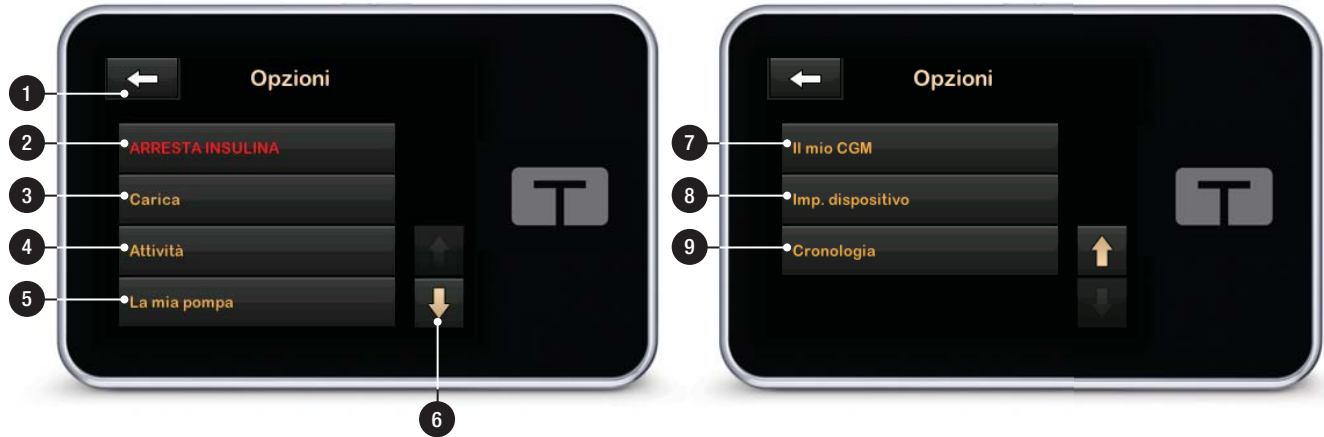 Opzioni
1
2 ARRESTA INSULINA
3 Carica
4 Attività
5 La mia pompa
6
Opzioni
7 Il mio CGM
8 Imp. dispositivo
9 Cronologia